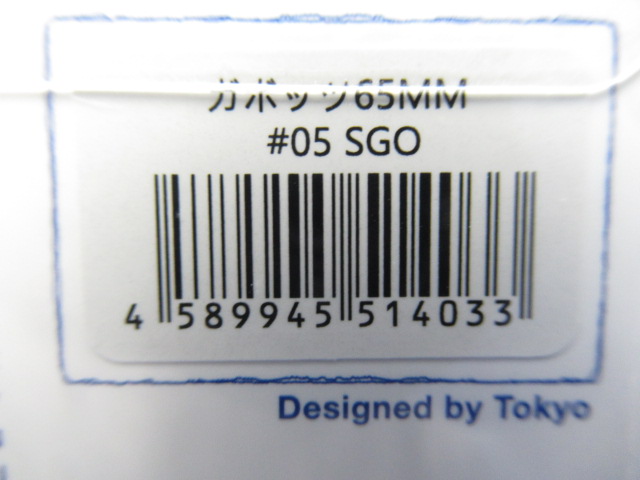 ガボッツ65MM
#05 SGO
4 589945 514033
Designed by Tokyo